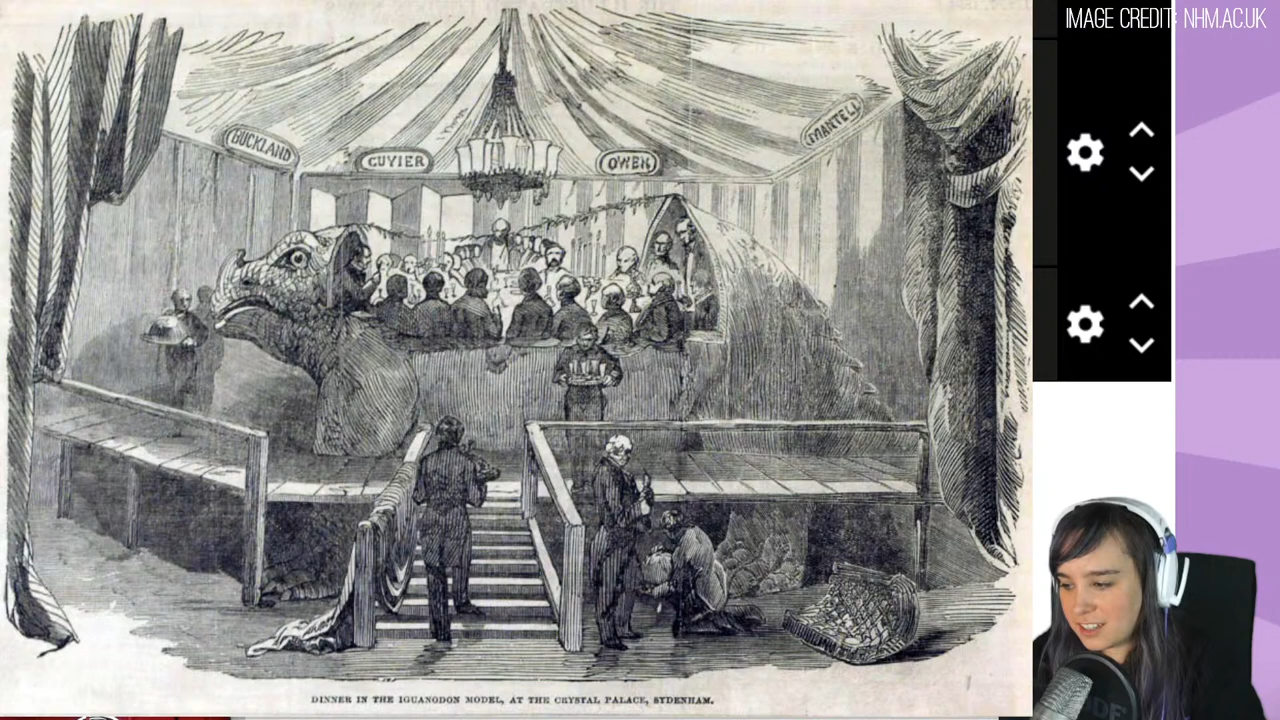 IMAGE CREDIT: NHM.AC.UK
BUCKLAND
CUVIER
OWEN
MANTELL
DINNER IN THE IGUANODON MODEL, AT THE CRYSTAL PALACE, SYDENHAM.